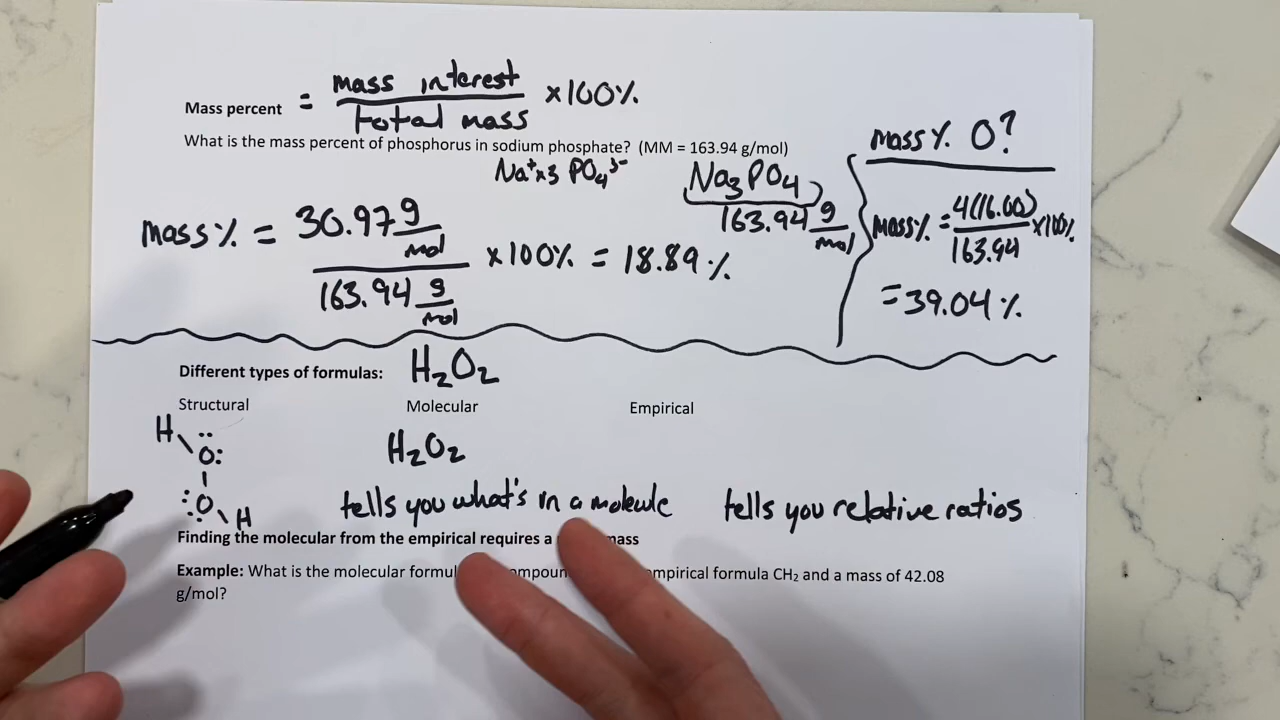 Mass percent = mass interest / total mass ×100%
What is the mass percent of phosphorus in sodium phosphate? (MM = 163.94 g/mol)
Na⁺×3 PO₄³⁻
Na₃PO₄
163.94 g/mol
mass% = 30.97 g/mol / 163.94 g/mol ×100% = 18.89%
mass% O?
mass% = 4(16.00) / 163.94 ×100%
= 39.04%
Different types of formulas: H₂O₂
Structural Molecular Empirical
H
O
O
H
H₂O₂
tells you what's in a molecule
tells you relative ratios
Finding the molecular from the empirical requires a mass
Example: What is the molecular empirical formula CH₂ and a mass of 42.08
g/mol?